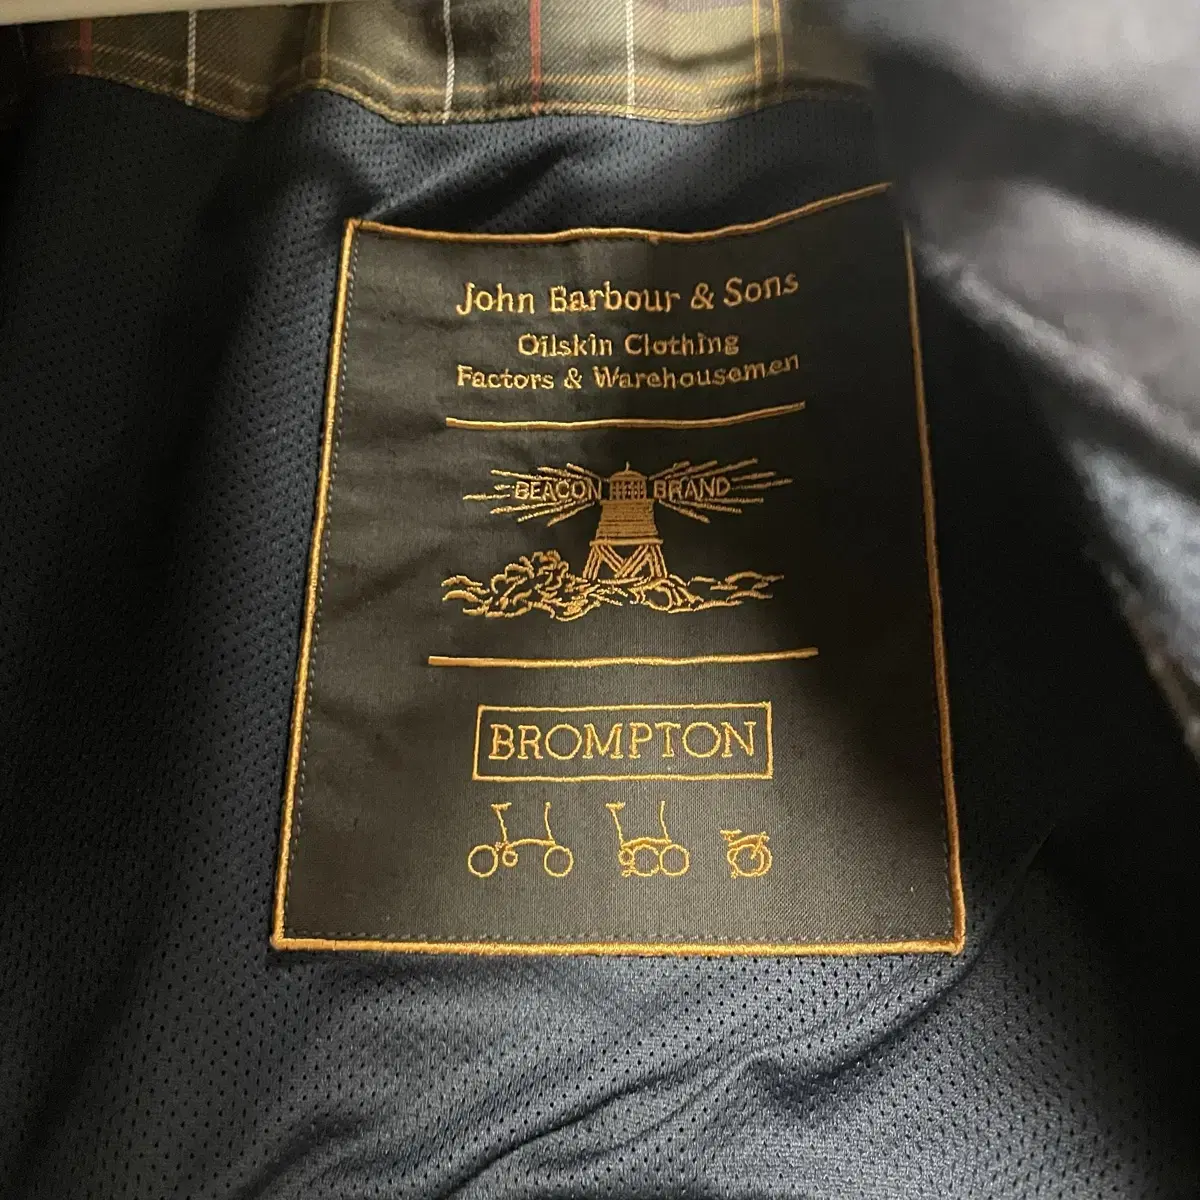 John Barbour & Sons
Oilskin Clothing
Factors & Warehousemen
BEACON BRAND
BROMPTON